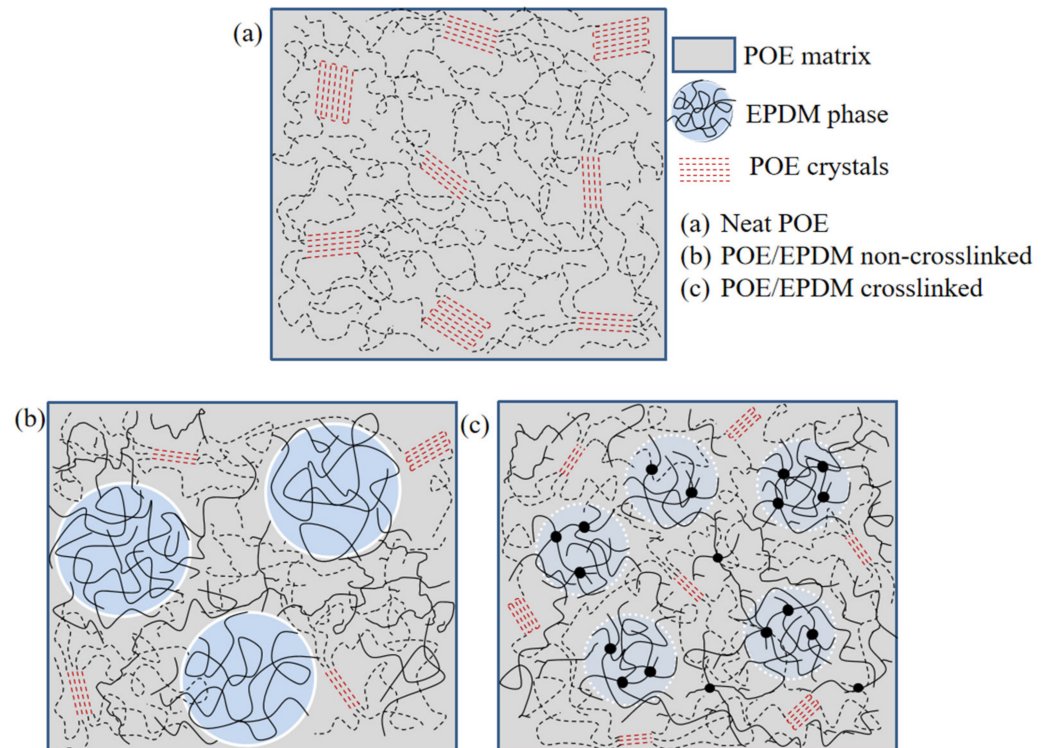 (a)
POE matrix
EPDM phase
POE crystals
(a) Neat POE
(b) POE/EPDM non-crosslinked
(c) POE/EPDM crosslinked
(b)
(c)